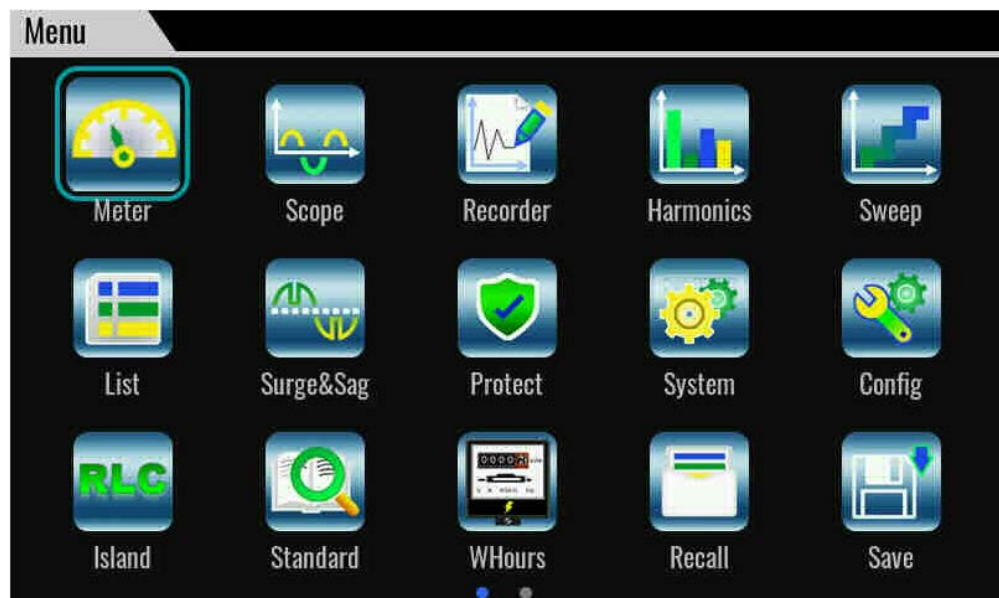 Menu
Meter Scope Recorder Harmonics Sweep
List Surge&Sag Protect System Config
RLC
Island Standard WHours Recall Save